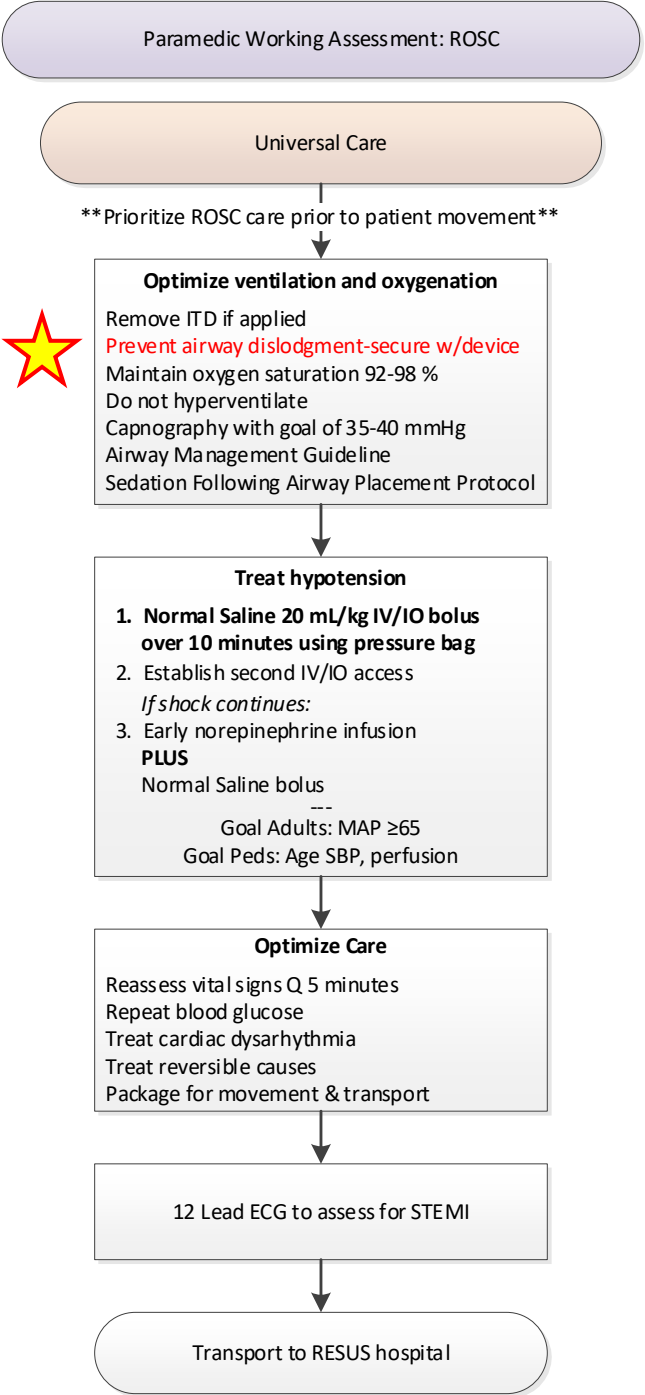 Paramedic Working Assessment: ROSC
Universal Care
**Prioritize ROSC care prior to patient movement**
Optimize ventilation and oxygenation
Remove ITD if applied
Prevent airway dislodgment-secure w/device
Maintain oxygen saturation 92-98 %
Do not hyperventilate
Capnography with goal of 35-40 mmHg
Airway Management Guideline
Sedation Following Airway Placement Protocol
Treat hypotension
1. Normal Saline 20 mL/kg IV/IO bolus
over 10 minutes using pressure bag
2. Establish second IV/IO access
If shock continues:
3. Early norepinephrine infusion
PLUS
Normal Saline bolus
---
Goal Adults: MAP ≥65
Goal Peds: Age SBP, perfusion
Optimize Care
Reassess vital signs Q 5 minutes
Repeat blood glucose
Treat cardiac dysarhythmia
Treat reversible causes
Package for movement & transport
12 Lead ECG to assess for STEMI
Transport to RESUS hospital